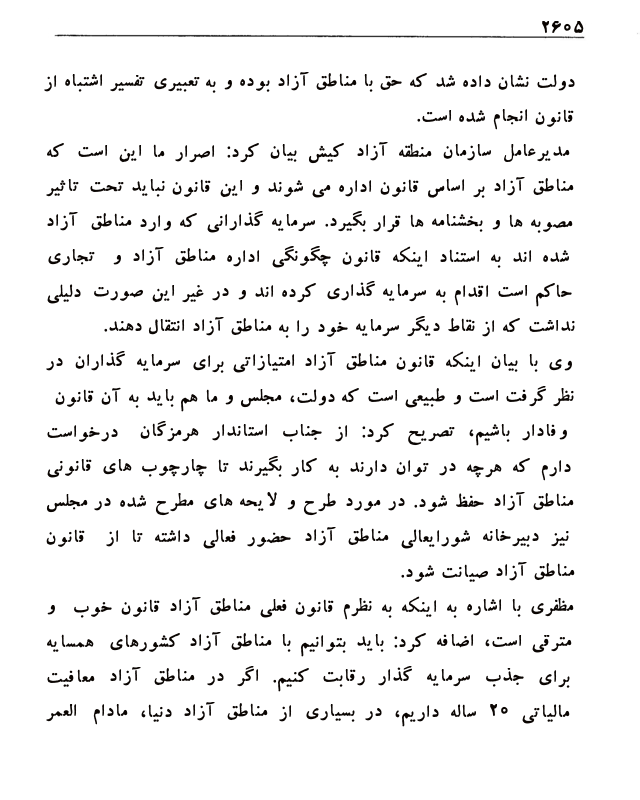 ۲۶۰۵
دولت نشان داده شد که حق با مناطق آزاد بوده و به تعبیری تفسیر اشتباه از
قانون انجام شده است.
مدیرعامل سازمان منطقه آزاد کیش بیان کرد: اصرار ما این است که
مناطق آزاد بر اساس قانون اداره می شوند و این قانون نباید تحت تاثیر
مصوبه ها و بخشنامه ها قرار بگیرد. سرمایه گذارانی که وارد مناطق آزاد
شده اند به استناد اینکه قانون چگونگی اداره مناطق آزاد و تجاری
حاکم است اقدام به سرمایه گذاری کرده اند و در غیر این صورت دلیلی
نداشت که از نقاط دیگر سرمایه خود را به مناطق آزاد انتقال دهند.
وی با بیان اینکه قانون مناطق آزاد امتیازاتی برای سرمایه گذاران در
نظر گرفت است و طبیعی است که دولت، مجلس و ما هم باید به آن قانون
وفادار باشیم، تصریح کرد: از جناب استاندار هرمزگان درخواست
دارم که هرچه در توان دارند به کار بگیرند تا چارچوب های قانونی
مناطق آزاد حفظ شود. در مورد طرح و لایحه های مطرح شده در مجلس
نیز دبیرخانه شورایعالی مناطق آزاد حضور فعالی داشته تا از قانون
مناطق آزاد صیانت شود.
مظفری با اشاره به اینکه به نظرم قانون فعلی مناطق آزاد قانون خوب و
مترقی است، اضافه کرد: باید بتوانیم با مناطق آزاد کشورهای همسایه
برای جذب سرمایه گذار رقابت کنیم. اگر در مناطق آزاد معافیت
مالیاتی ۲۰ ساله داریم، در بسیاری از مناطق آزاد دنیا، مادام العمر